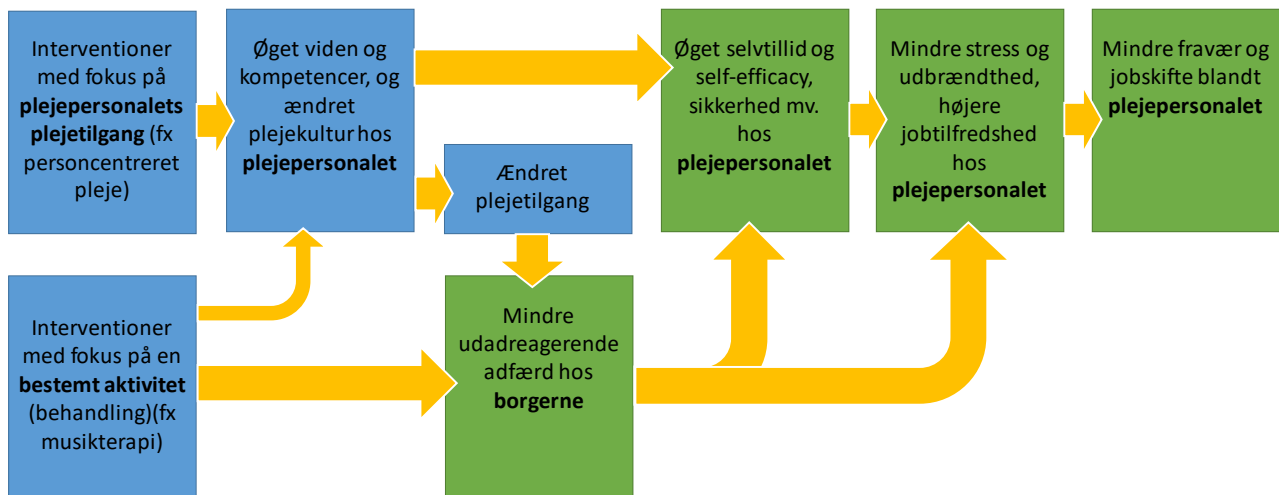 Interventioner
med fokus på
plejepersonalets
plejetilgang (fx
personcentreret
pleje)
Øget viden og
kompetencer, og
ændret
plejekultur hos
plejepersonalet
Ændret
plejetilgang
Øget selvtillid og
self-efficacy,
sikkerhed mv.
hos
plejepersonalet
Mindre stress og
udbrændthed,
højere
jobtilfredshed
hos
plejepersonalet
Mindre fravær og
jobskifte blandt
plejepersonalet
Interventioner
med fokus på en
bestemt aktivitet
(behandling)(fx
musikterapi)
Mindre
udadreagerende
adfærd hos
borgerne